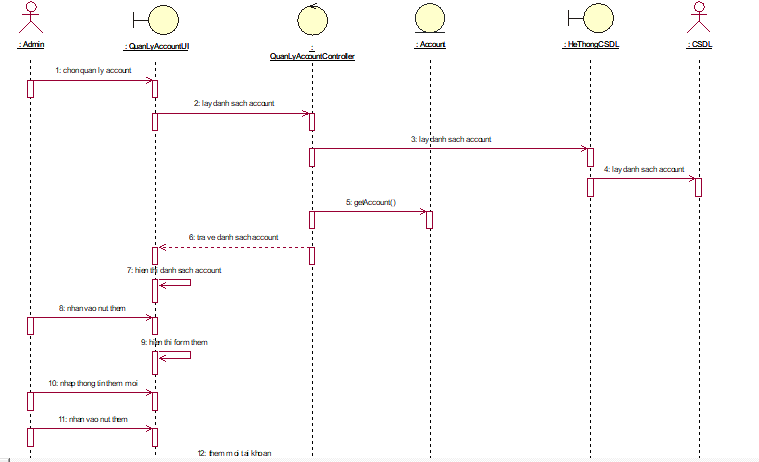 : Admin
: QuanLyAccountUI
:
QuanLyAccountController
: Account
: HeThongCSDL
: CSDL
1: chon quan ly account
2: lay danh sach account
3: lay danh sach account
4: lay danh sach account
5: getAccount()
6: tra ve danh sach account
7: hien thi danh sach account
8: nhan vao nut them
9: hien thi form them
10: nhap thong tin them moi
11: nhan vao nut them
12: them moi tai khoan